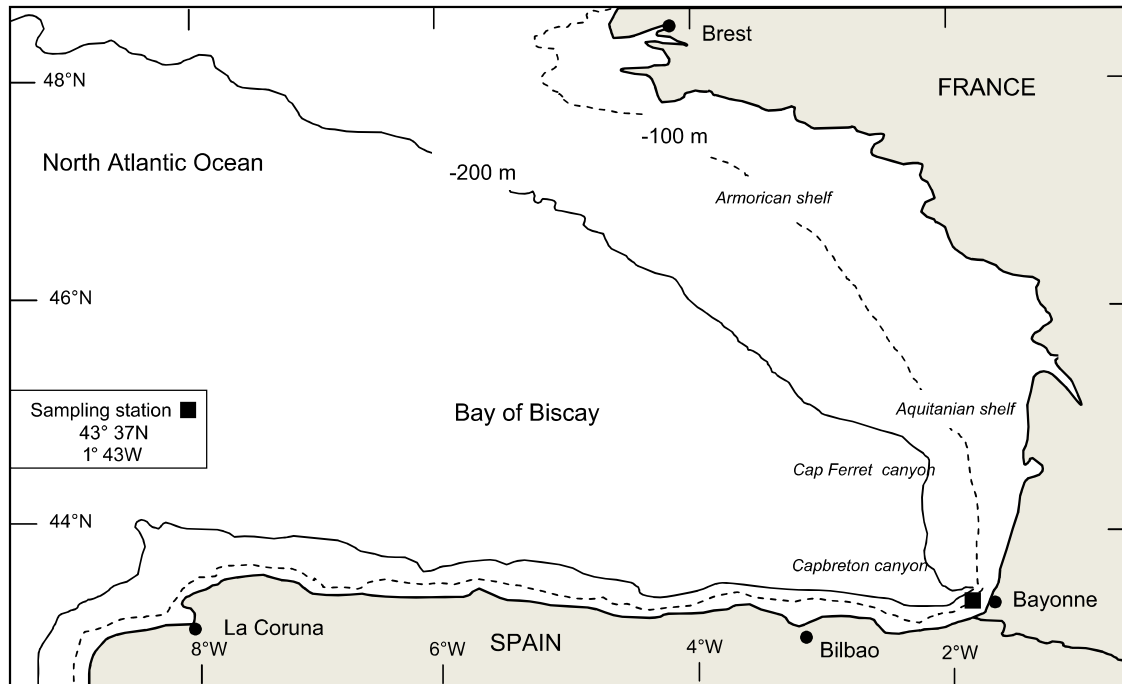 Brest
48°N
FRANCE
-100 m
North Atlantic Ocean
-200 m
Armorican shelf
46°N
Sampling station
43° 37N
1° 43W
Bay of Biscay
Aquitanian shelf
Cap Ferret canyon
44°N
Capbreton canyon
Bayonne
La Coruna
SPAIN
Bilbao
8°W
6°W
4°W
2°W